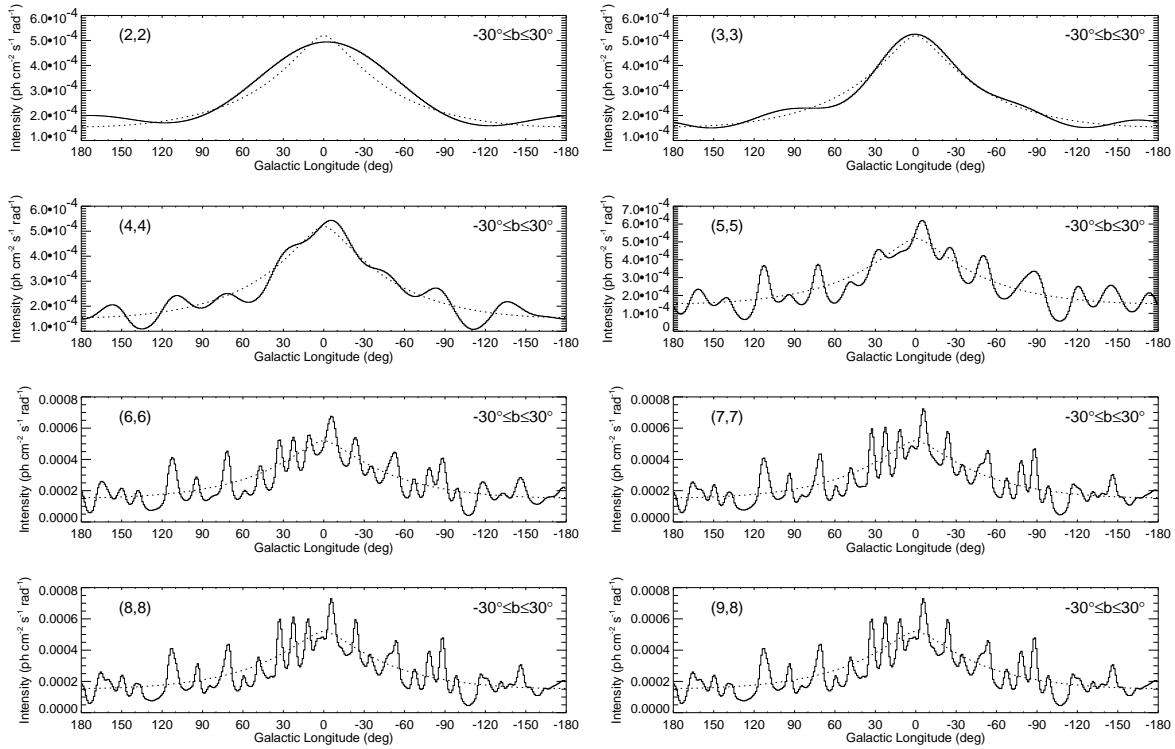 (2,2) -30°≤b≤30°
Intensity (ph cm⁻² s⁻¹ rad⁻¹)
6.0•10⁻⁴
5.0•10⁻⁴
4.0•10⁻⁴
3.0•10⁻⁴
2.0•10⁻⁴
1.0•10⁻⁴
180 150 120 90 60 30 0 -30 -60 -90 -120 -150 -180
Galactic Longitude (deg)
(3,3) -30°≤b≤30°
Intensity (ph cm⁻² s⁻¹ rad⁻¹)
6.0•10⁻⁴
5.0•10⁻⁴
4.0•10⁻⁴
3.0•10⁻⁴
2.0•10⁻⁴
1.0•10⁻⁴
180 150 120 90 60 30 0 -30 -60 -90 -120 -150 -180
Galactic Longitude (deg)
(4,4) -30°≤b≤30°
Intensity (ph cm⁻² s⁻¹ rad⁻¹)
6.0•10⁻⁴
5.0•10⁻⁴
4.0•10⁻⁴
3.0•10⁻⁴
2.0•10⁻⁴
1.0•10⁻⁴
180 150 120 90 60 30 0 -30 -60 -90 -120 -150 -180
Galactic Longitude (deg)
(5,5) -30°≤b≤30°
Intensity (ph cm⁻² s⁻¹ rad⁻¹)
7.0•10⁻⁴
6.0•10⁻⁴
5.0•10⁻⁴
4.0•10⁻⁴
3.0•10⁻⁴
2.0•10⁻⁴
1.0•10⁻⁴
0
180 150 120 90 60 30 0 -30 -60 -90 -120 -150 -180
Galactic Longitude (deg)
(6,6) -30°≤b≤30°
Intensity (ph cm⁻² s⁻¹ rad⁻¹)
0.0008
0.0006
0.0004
0.0002
0.0000
180 150 120 90 60 30 0 -30 -60 -90 -120 -150 -180
Galactic Longitude (deg)
(7,7) -30°≤b≤30°
Intensity (ph cm⁻² s⁻¹ rad⁻¹)
0.0008
0.0006
0.0004
0.0002
0.0000
180 150 120 90 60 30 0 -30 -60 -90 -120 -150 -180
Galactic Longitude (deg)
(8,8) -30°≤b≤30°
Intensity (ph cm⁻² s⁻¹ rad⁻¹)
0.0008
0.0006
0.0004
0.0002
0.0000
180 150 120 90 60 30 0 -30 -60 -90 -120 -150 -180
Galactic Longitude (deg)
(9,8) -30°≤b≤30°
Intensity (ph cm⁻² s⁻¹ rad⁻¹)
0.0008
0.0006
0.0004
0.0002
0.0000
180 150 120 90 60 30 0 -30 -60 -90 -120 -150 -180
Galactic Longitude (deg)